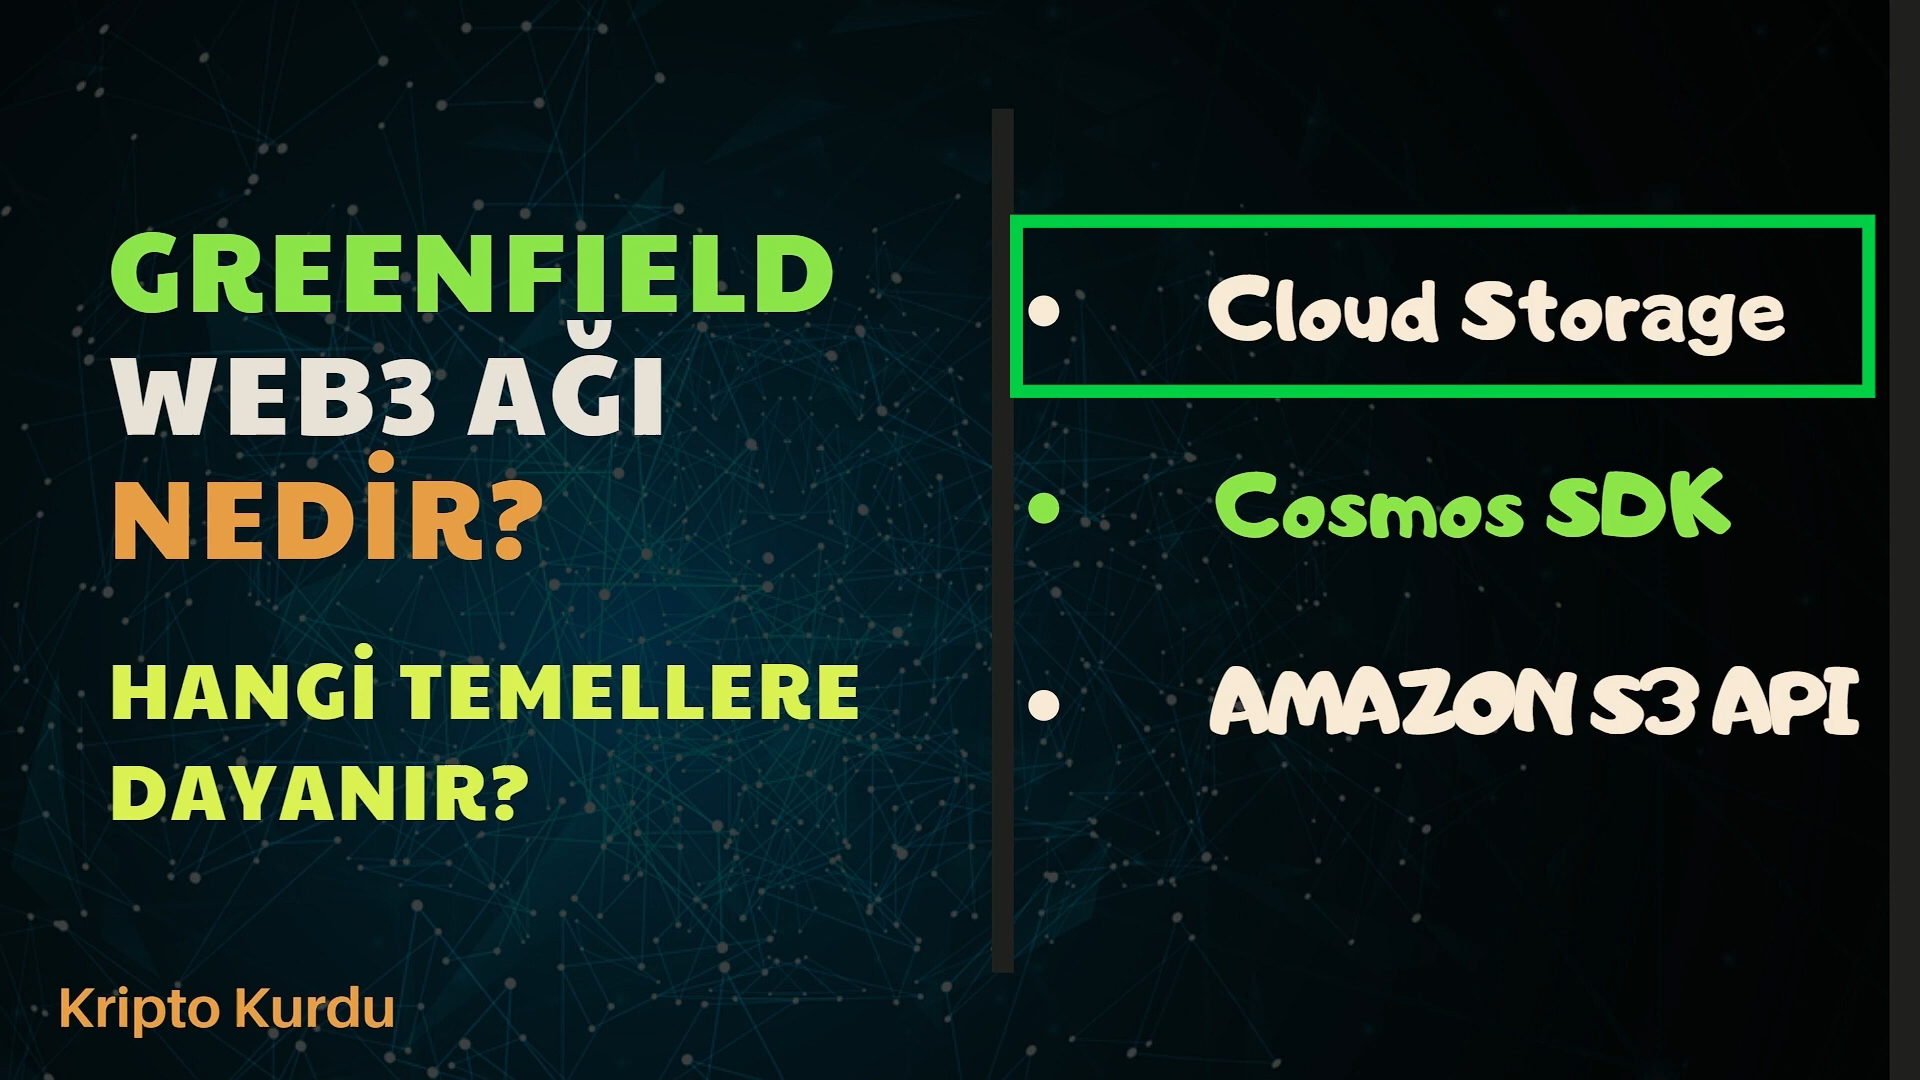 GREENFIELD
WEB3 AĞI
NEDİR?
HANGİ TEMELLERE
DAYANIR?
Kripto Kurdu
• Cloud Storage
• Cosmos SDK
• AMAZON S3 API